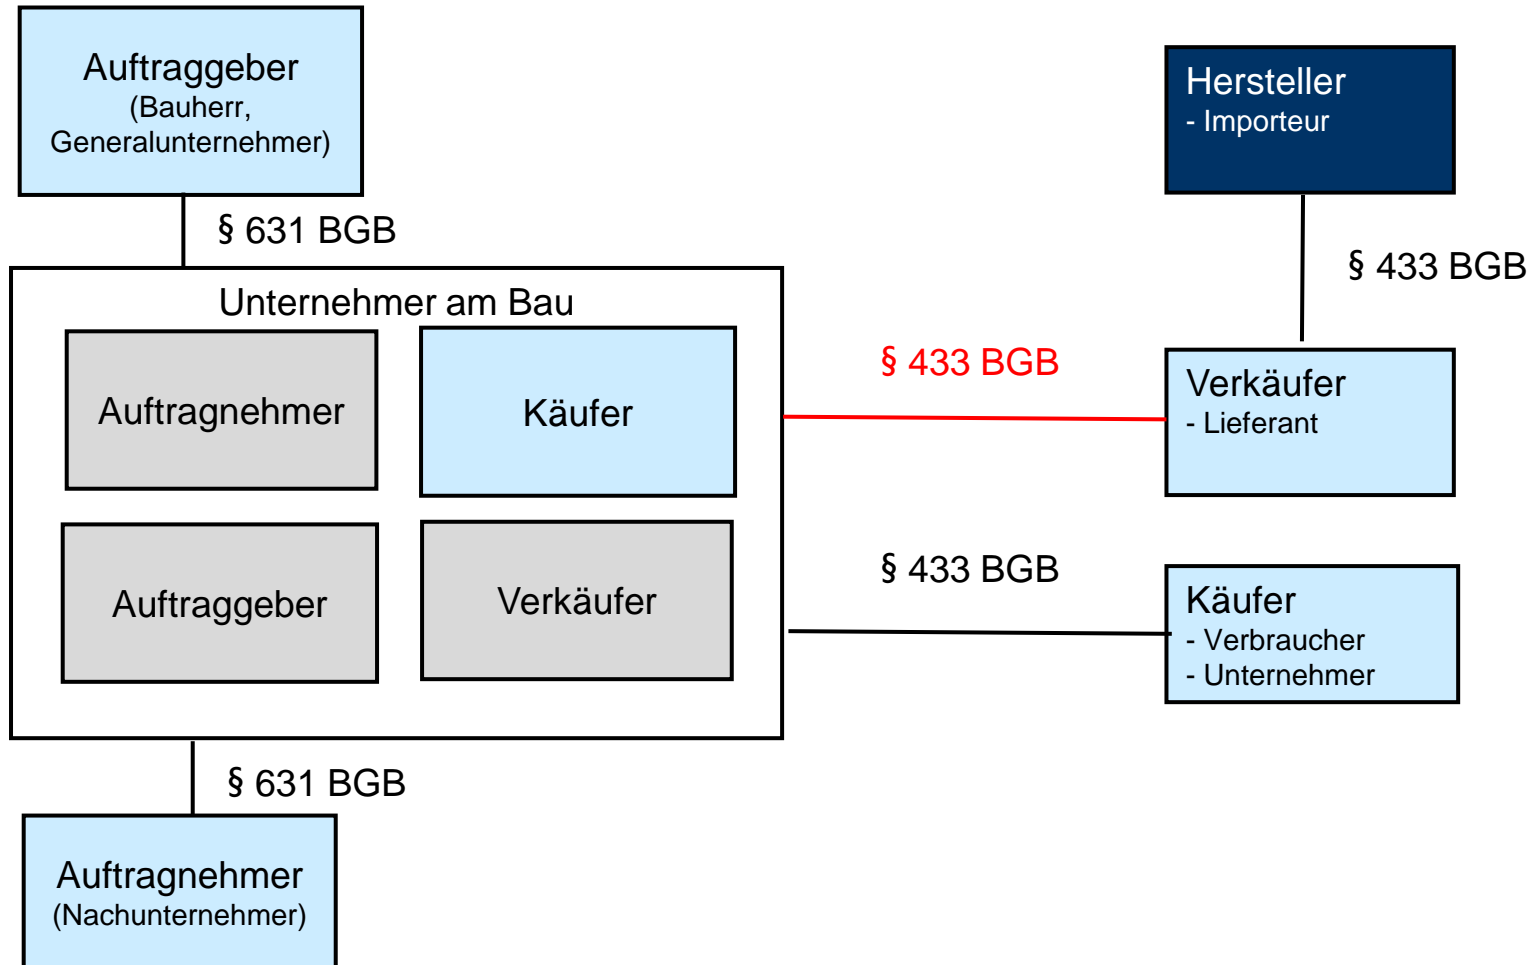 Auftraggeber
(Bauherr,
Generalunternehmer)
Hersteller
- Importeur
§ 631 BGB
§ 433 BGB
Unternehmer am Bau
Auftragnehmer
Käufer
§ 433 BGB
Verkäufer
- Lieferant
Auftraggeber
Verkäufer
§ 433 BGB
Käufer
- Verbraucher
- Unternehmer
§ 631 BGB
Auftragnehmer
(Nachunternehmer)